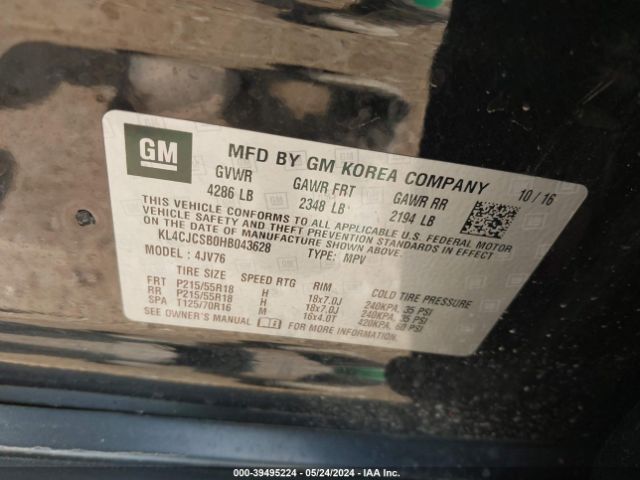 GM
MFD BY GM KOREA COMPANY
10/16
GVWR GAWR FRT GAWR RR
4286 LB 2348 LB 2194 LB
THIS VEHICLE CONFORMS TO ALL APPLICABLE U.S. FEDERAL MOTOR
VEHICLE SAFETY AND THEFT PREVENTION STANDARDS IN EFFECT
ON THE DATE OF MANUFACTURE SHOWN ABOVE.
KL4CJCSB0HB043628
TYPE: MPV
MODEL: 4JV76
TIRE SIZE SPEED RTG RIM COLD TIRE PRESSURE
FRT P215/55R18 H 18x7.0J 240KPA, 35 PSI
RR P215/55R18 H 18x7.0J 240KPA, 35 PSI
SPA T125/70R16 M 16x4.0T 420KPA, 60 PSI
SEE OWNER'S MANUAL
000-39495224 - 05/24/2024 - IAA Inc.